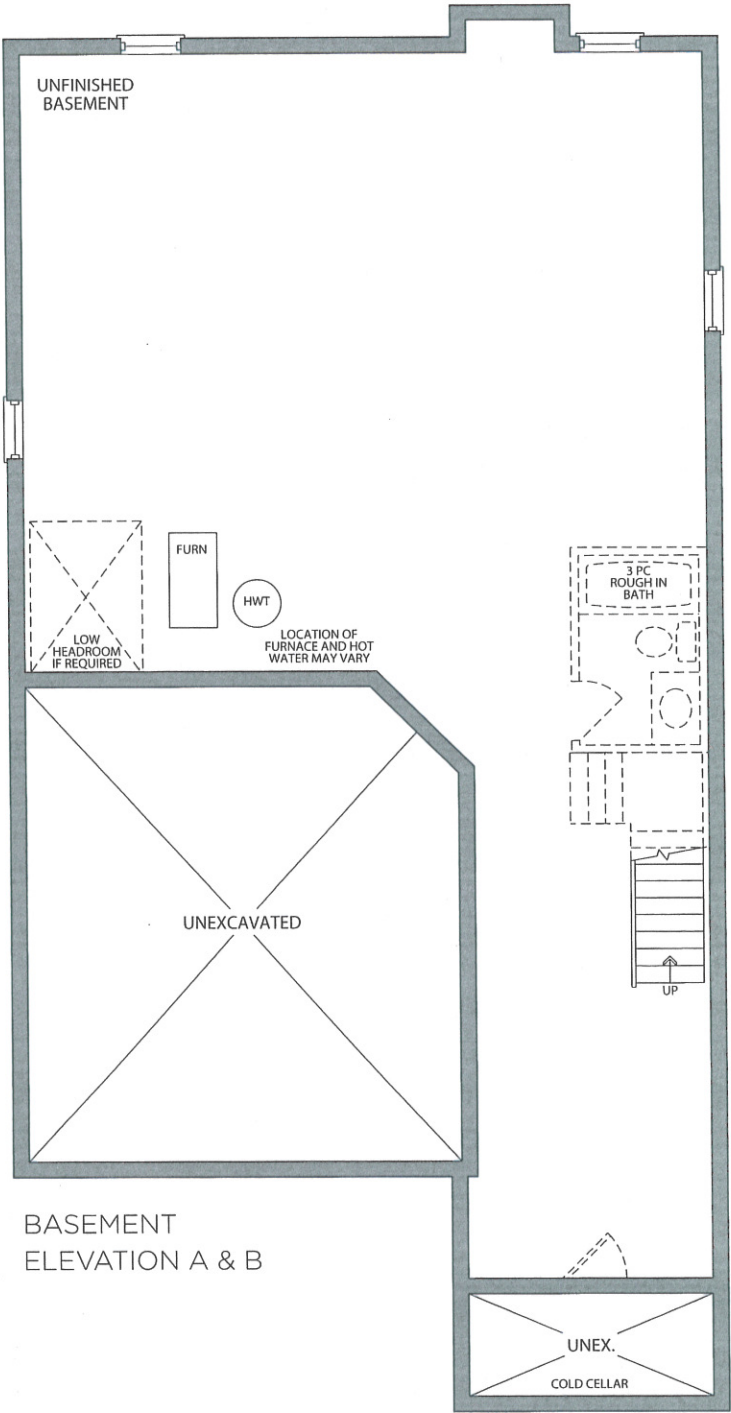 UNFINISHED
BASEMENT
FURN
HWT
LOW
HEADROOM
IF REQUIRED
LOCATION OF
FURNACE AND HOT
WATER MAY VARY
3 PC
ROUGH IN
BATH
UNEXCAVATED
UP
BASEMENT
ELEVATION A & B
UNEX.
COLD CELLAR